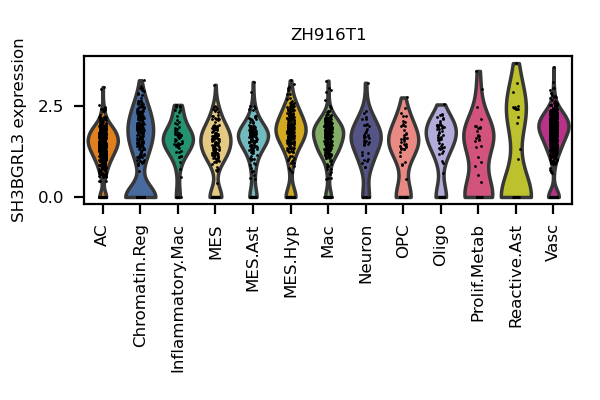 ZH916T1
SH3BGRL3 expression
2.5
0.0
AC
Chromatin.Reg
Inflammatory.Mac
MES
MES.Ast
MES.Hyp
Mac
Neuron
OPC
Oligo
Prolif.Metab
Reactive.Ast
Vasc